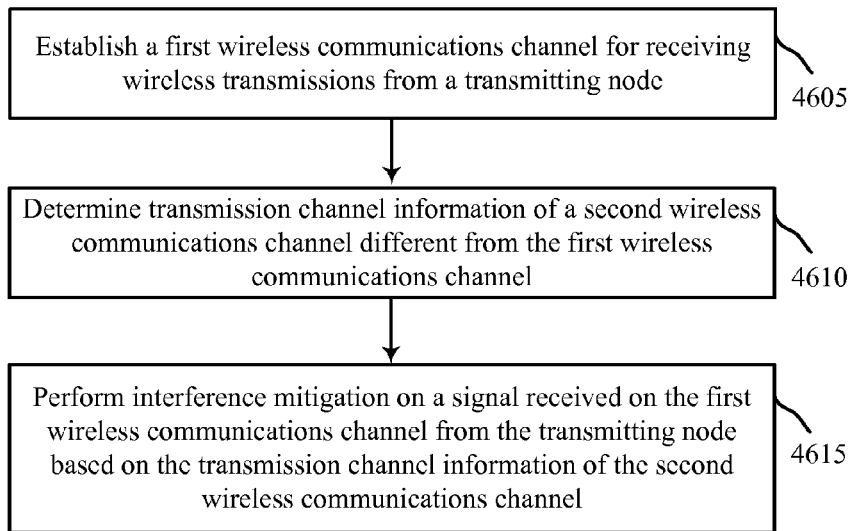 Establish a first wireless communications channel for receiving
wireless transmissions from a transmitting node
4605
Determine transmission channel information of a second wireless
communications channel different from the first wireless
communications channel
4610
Perform interference mitigation on a signal received on the first
wireless communications channel from the transmitting node
based on the transmission channel information of the second
wireless communications channel
4615